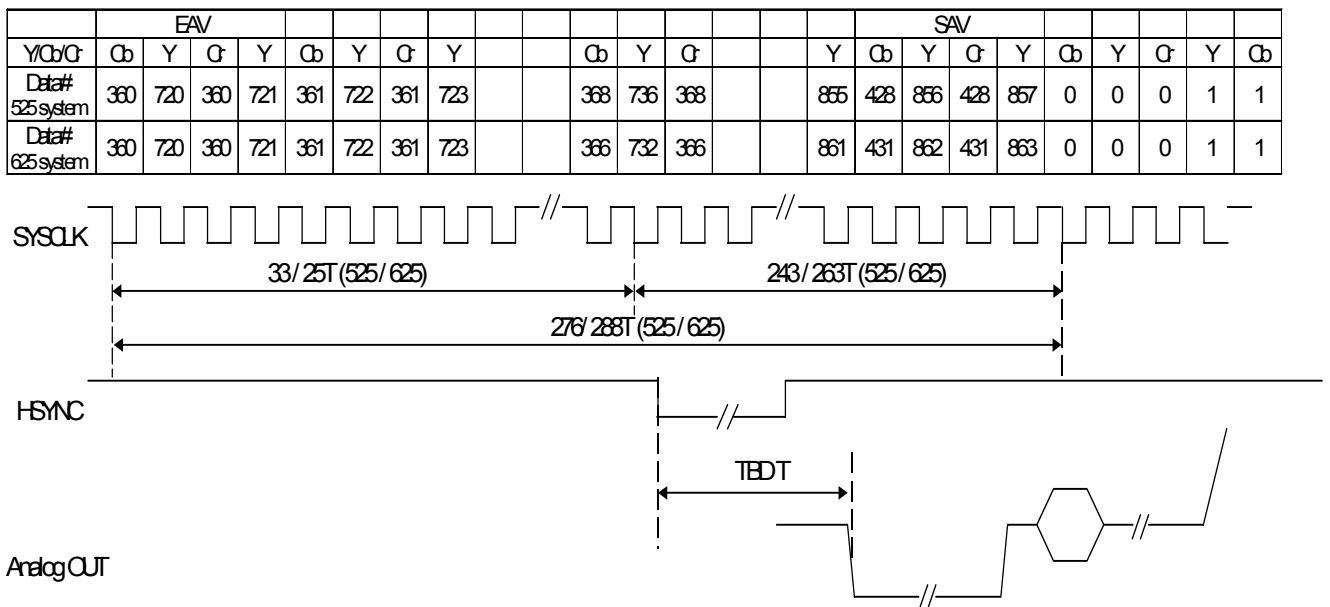 EAV SAV
Y/Cb/Cr Cb Y Cr Y Cb Y Cr Y Cb Y Cr Y Cb Y Cr Y Cb Y Cr Y Cb
Data# 525 system 360 720 360 721 361 722 361 723 368 736 368 855 428 856 428 857 0 0 0 1 1
Data# 625 system 360 720 360 721 361 722 361 723 366 732 366 861 431 862 431 863 0 0 0 1 1
SYSCLK
33 / 25T (525 / 625) 243 / 263T (525 / 625)
276/ 288T (525 / 625)
HSYNC
TBD T
Analog OUT